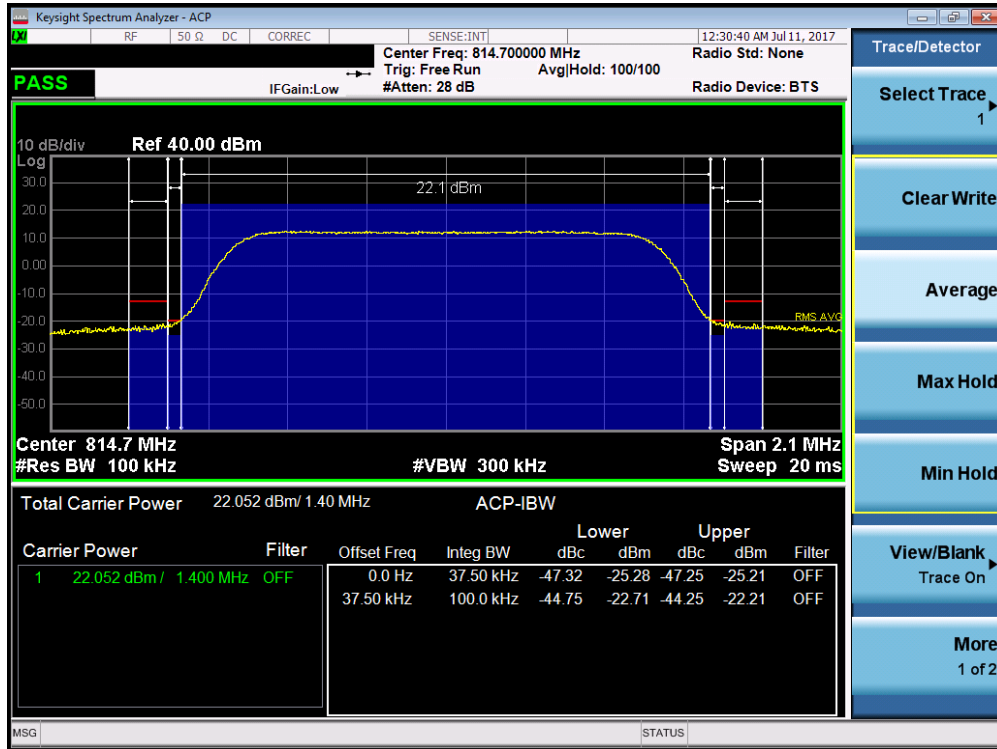 Keysight Spectrum Analyzer - ACP
LXI RF 50 Ω DC CORREC SENSE:INT 12:30:40 AM Jul 11, 2017
Center Freq: 814.700000 MHz Radio Std: None
Trig: Free Run Avg|Hold: 100/100
PASS IFGain:Low #Atten: 28 dB Radio Device: BTS
10 dB/div Ref 40.00 dBm
Log
30.0
22.1 dBm
20.0
10.0
0.00
-10.0
-20.0 RMS AVG
-30.0
-40.0
-50.0
Center 814.7 MHz Span 2.1 MHz
#Res BW 100 kHz #VBW 300 kHz Sweep 20 ms
Total Carrier Power 22.052 dBm/ 1.40 MHz ACP-IBW
Lower Upper
Carrier Power Filter Offset Freq Integ BW dBc dBm dBc dBm Filter
1 22.052 dBm / 1.400 MHz OFF 0.0 Hz 37.50 kHz -47.32 -25.28 -47.25 -25.21 OFF
37.50 kHz 100.0 kHz -44.75 -22.71 -44.25 -22.21 OFF
MSG STATUS
Trace/Detector
Select Trace
1
Clear Write
Average
Max Hold
Min Hold
View/Blank
Trace On
More
1 of 2